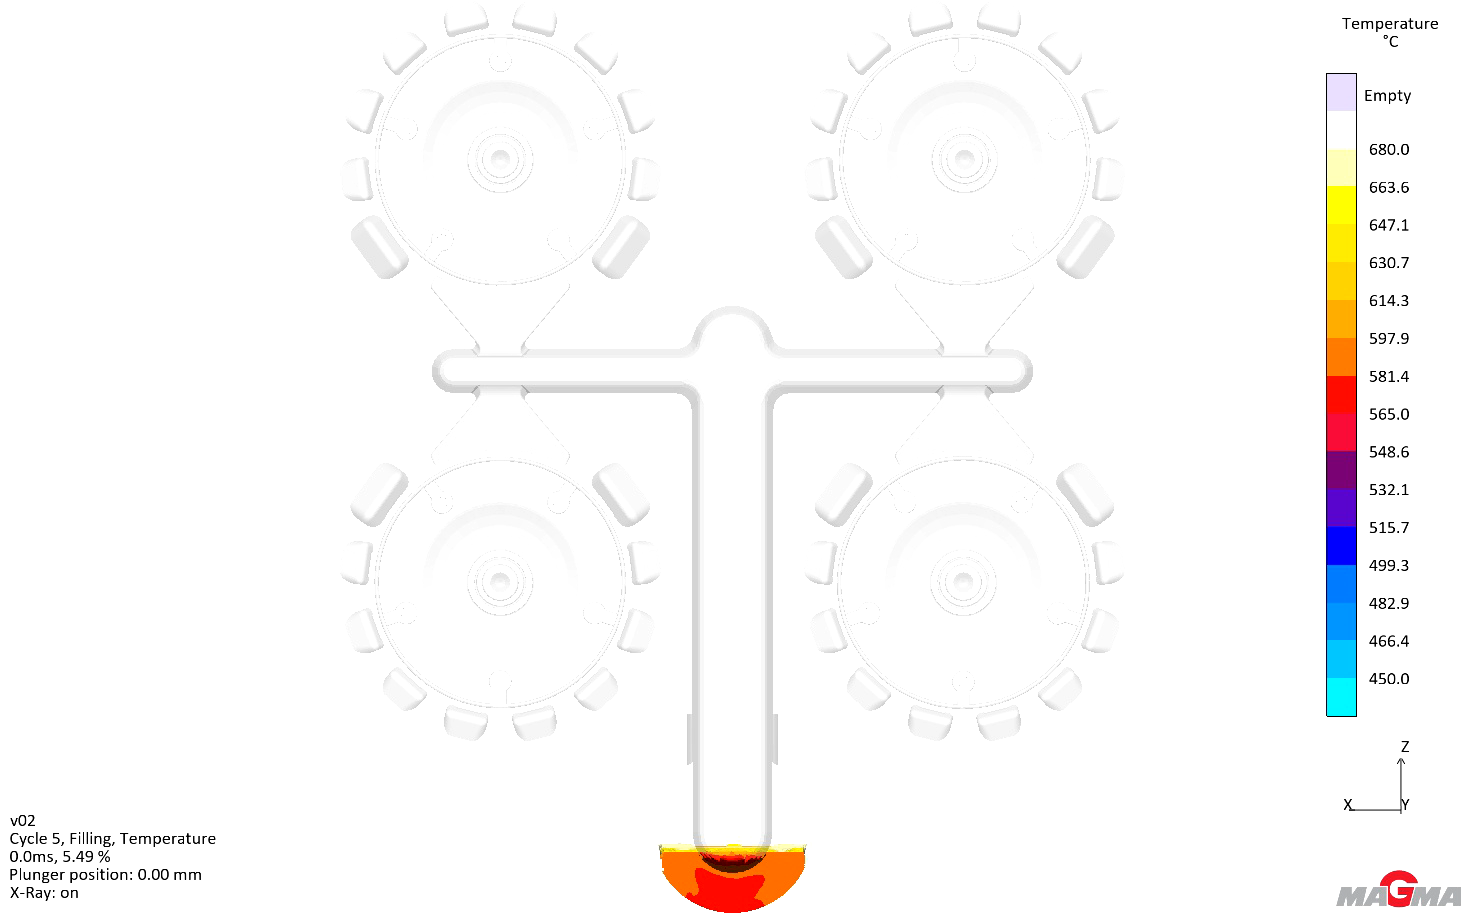 Temperature
°C
Empty
680.0
663.6
647.1
630.7
614.3
597.9
581.4
565.0
548.6
532.1
515.7
499.3
482.9
466.4
450.0
Z
X
Y
v02
Cycle 5, Filling, Temperature
0.0ms, 5.49 %
Plunger position: 0.00 mm
X-Ray: on
MAGMA